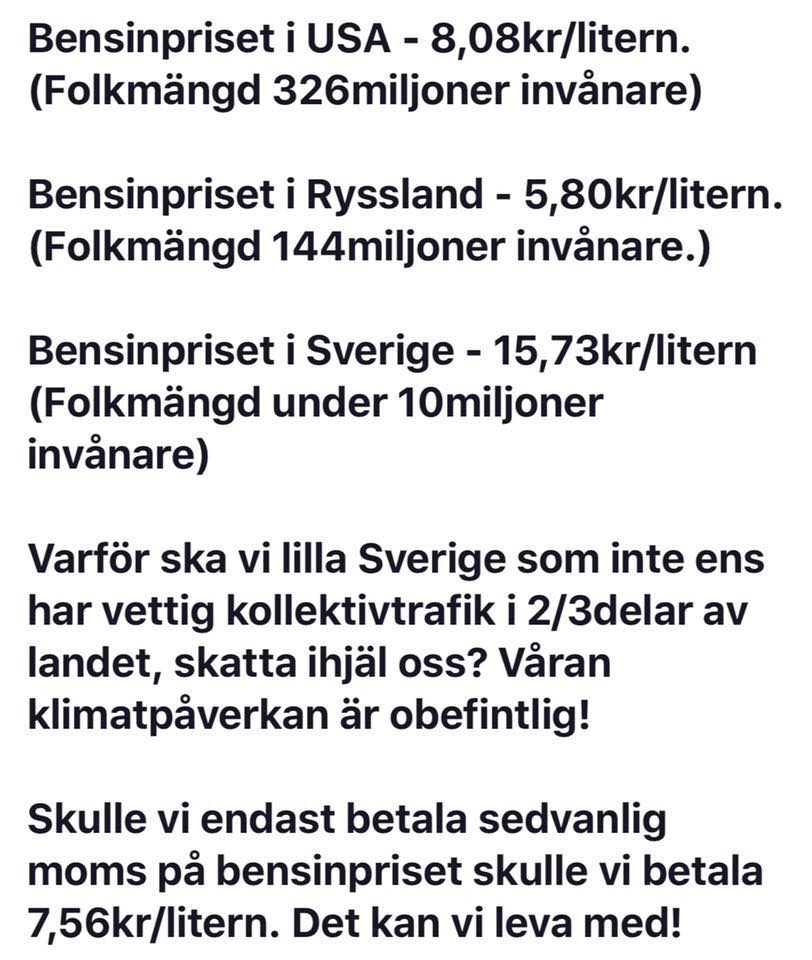 Bensinpriset i USA - 8,08kr/litern.
(Folkmängd 326miljoner invånare)
Bensinpriset i Ryssland - 5,80kr/litern.
(Folkmängd 144miljoner invånare.)
Bensinpriset i Sverige - 15,73kr/litern
(Folkmängd under 10miljoner
invånare)
Varför ska vi lilla Sverige som inte ens
har vettig kollektivtrafik i 2/3delar av
landet, skatta ihjäl oss? Våran
klimatpåverkan är obefintlig!
Skulle vi endast betala sedvanlig
moms på bensinpriset skulle vi betala
7,56kr/litern. Det kan vi leva med!